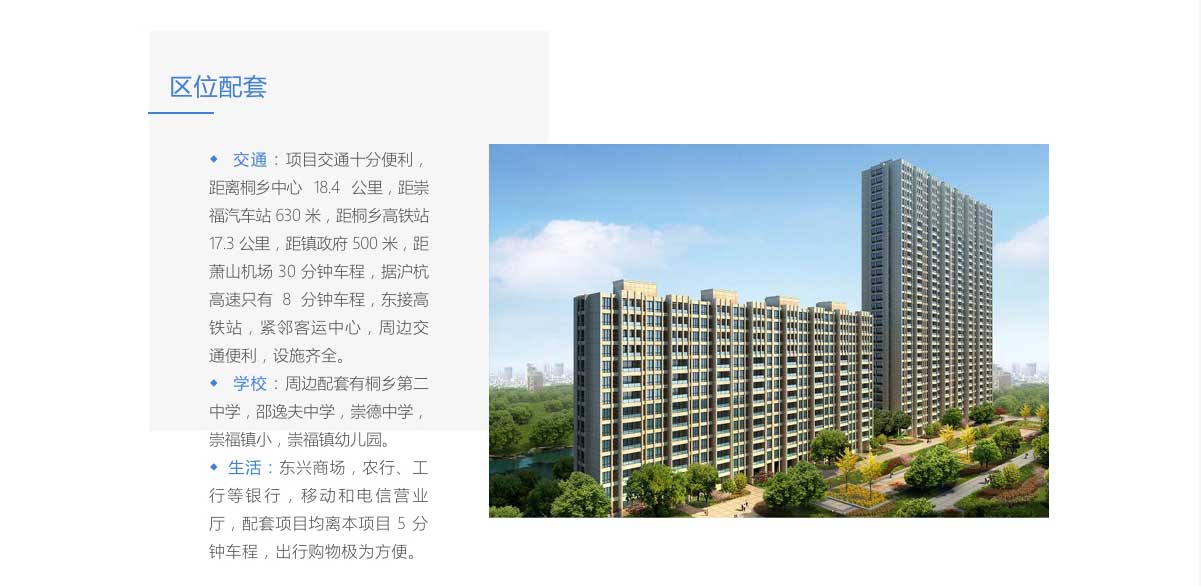 区位配套
◆ 交通：项目交通十分便利，
距离桐乡中心 18.4 公里，距崇
福汽车站 630 米，距桐乡高铁站
17.3 公里，距镇政府 500 米，距
萧山机场 30 分钟车程，据沪杭
高速只有 8 分钟车程，东接高
铁站，紧邻客运中心，周边交
通便利，设施齐全。
◆ 学校：周边配套有桐乡第二
中学，邵逸夫中学，崇德中学，
崇福镇小，崇福镇幼儿园。
◆ 生活：东兴商场，农行、工
行等银行，移动和电信营业
厅，配套项目均离本项目 5 分
钟车程，出行购物极为方便。